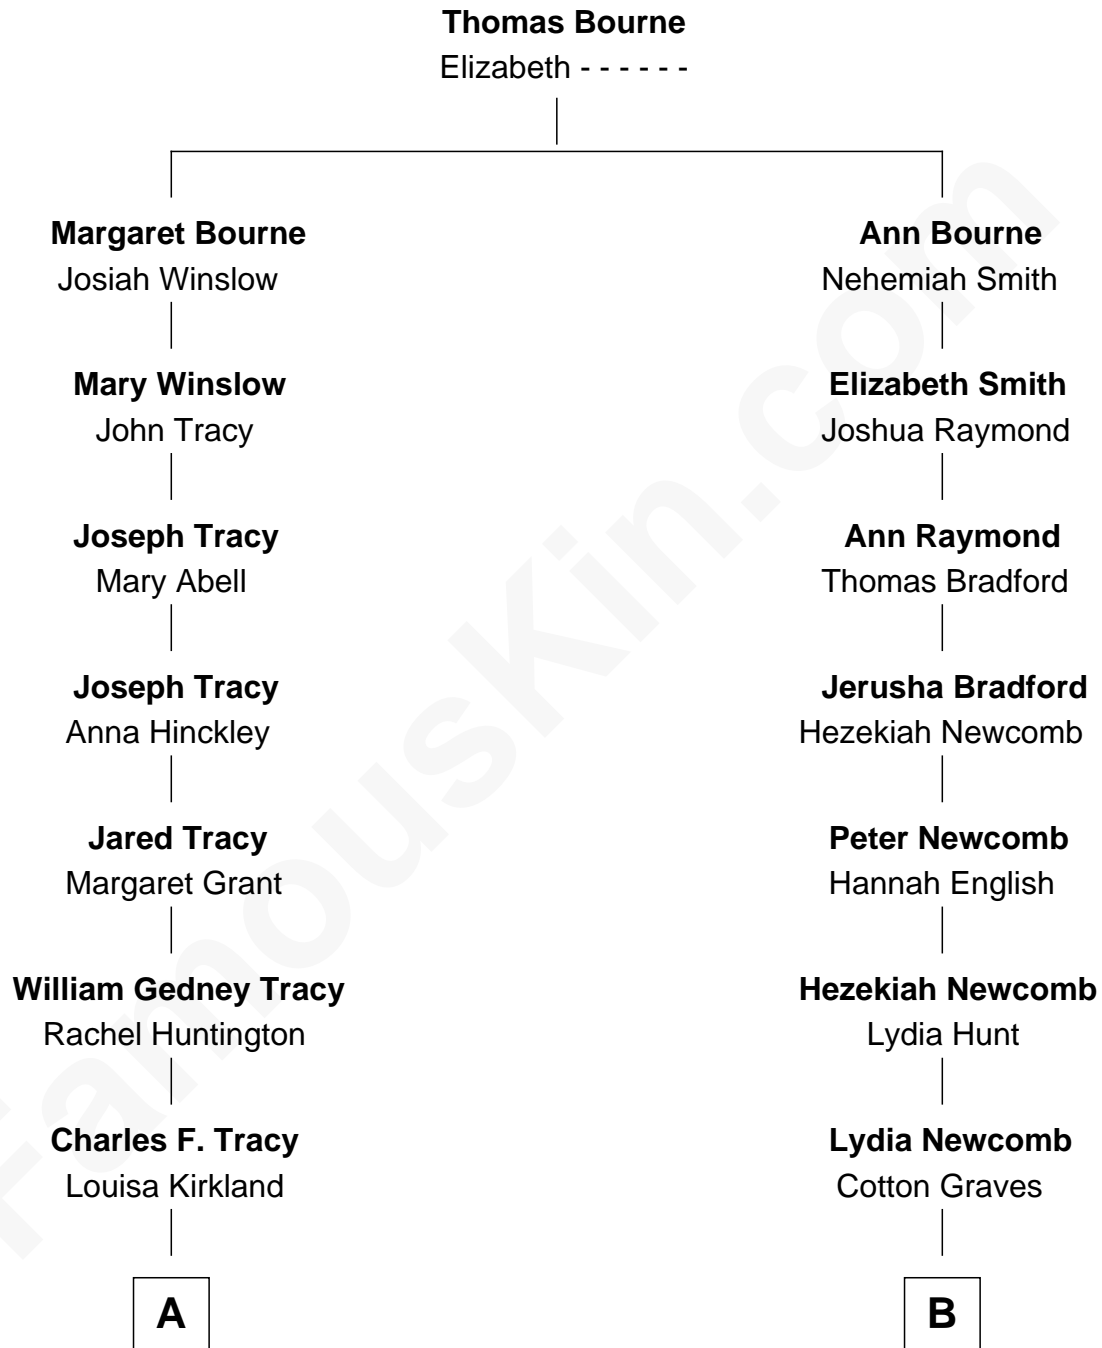 Thomas Bourne
Elizabeth - - - - - -
Margaret Bourne
Josiah Winslow
Ann Bourne
Nehemiah Smith
Mary Winslow
John Tracy
Elizabeth Smith
Joshua Raymond
Joseph Tracy
Mary Abell
Ann Raymond
Thomas Bradford
Joseph Tracy
Anna Hinckley
Jerusha Bradford
Hezekiah Newcomb
Jared Tracy
Margaret Grant
Peter Newcomb
Hannah English
William Gedney Tracy
Rachel Huntington
Hezekiah Newcomb
Lydia Hunt
Charles F. Tracy
Louisa Kirkland
Lydia Newcomb
Cotton Graves
A
B
FamousKin.com